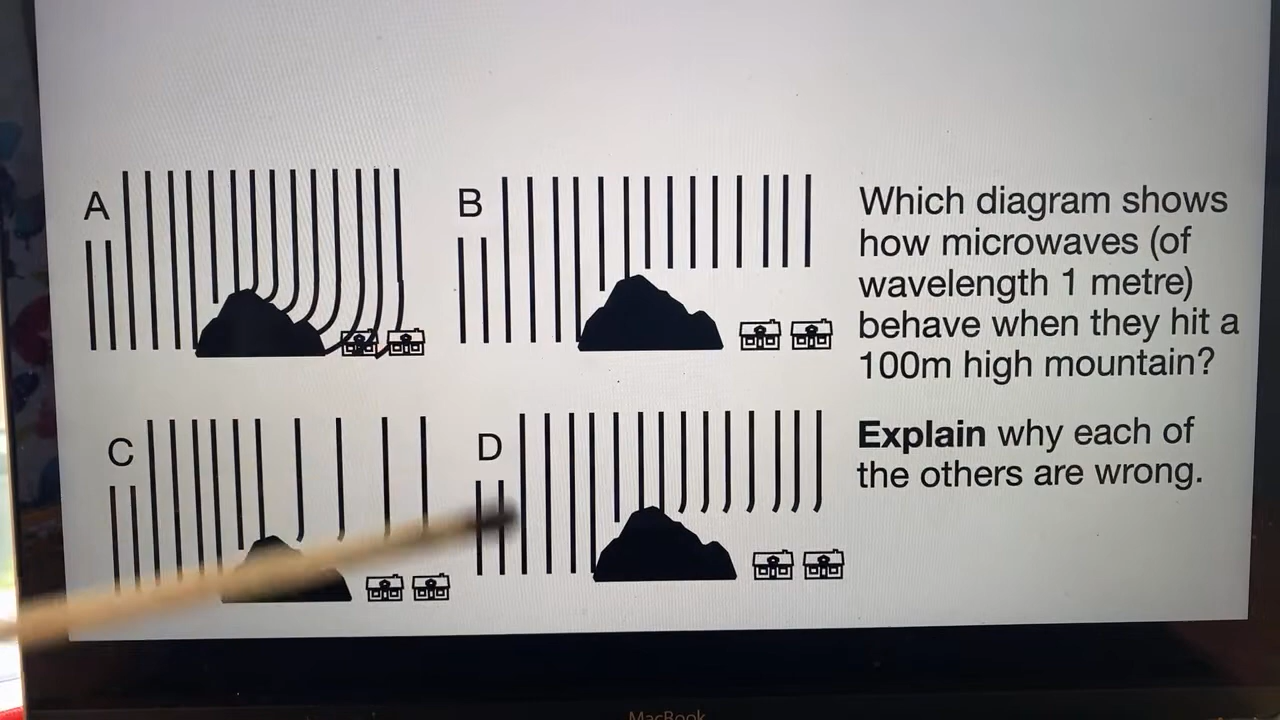 A
B
Which diagram shows
how microwaves (of
wavelength 1 metre)
behave when they hit a
100m high mountain?
C
D
Explain why each of
the others are wrong.
MacBook